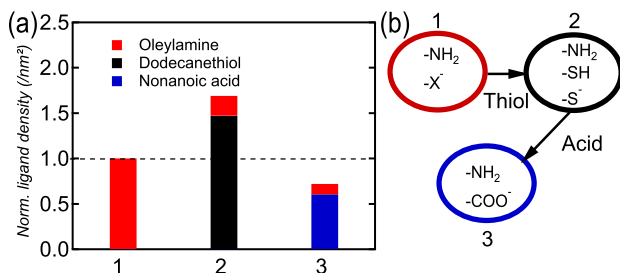 (a)
Norm. ligand density (/nm²)
2.5
2.0
1.5
1.0
0.5
0.0
Oleylamine
Dodecanethiol
Nonanoic acid
1
2
3
(b)
1
-NH₂
-X⁻
Thiol
2
-NH₂
-SH
-S⁻
Acid
-NH₂
-COO⁻
3